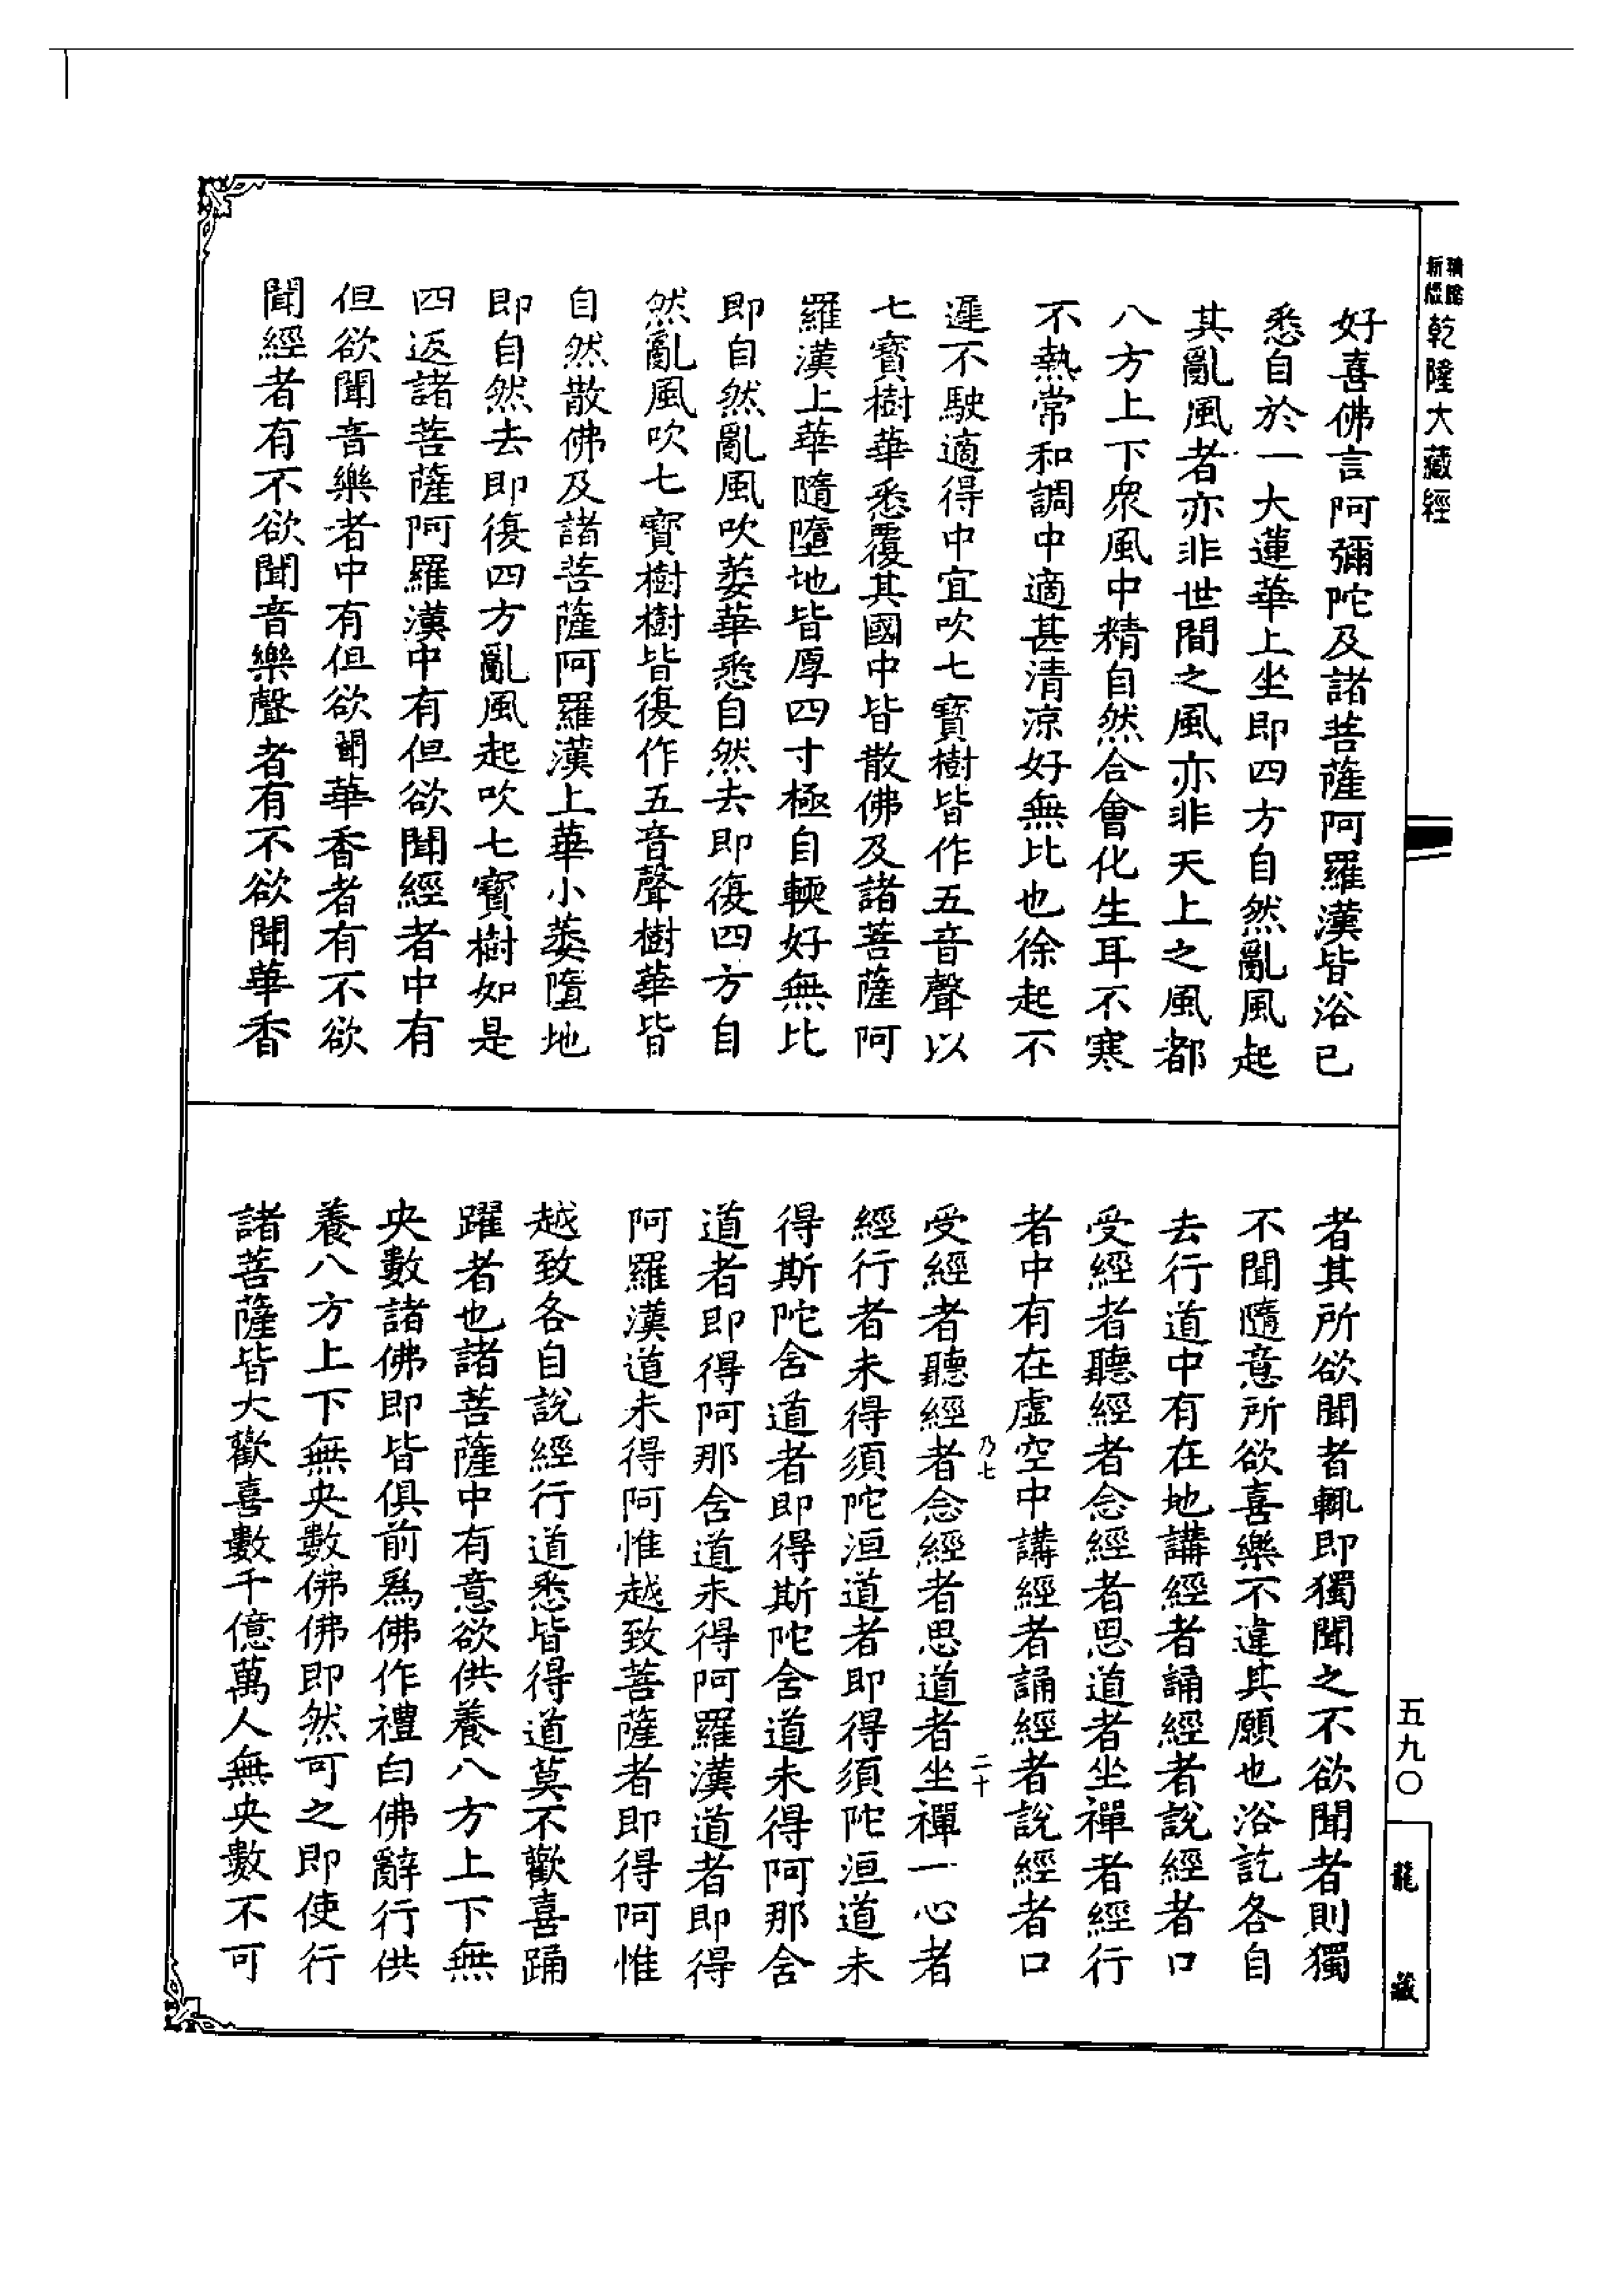 精縮
新版
乾隆大藏經
好喜佛言阿彌陀及諸菩薩阿羅漢皆浴已
悉自於一大蓮華上坐即四方自然亂風起
其亂風者亦非世間之風亦非天上之風都
八方上下衆風中精自然合會化生耳不寒
不熱常和調中適甚清涼好無比也徐起不
遲不駛適得中宜吹七寶樹皆作五音聲以
七寶樹華悉覆其國中皆散佛及諸菩薩阿
羅漢上華隨墮地皆厚四寸極自輭好無比
即自然亂風吹萎華悉自然去即復四方自
然亂風吹七寶樹樹皆復作五音聲樹華皆
自然散佛及諸菩薩阿羅漢上華小萎墮地
即自然去即復四方亂風起吹七寶樹如是
四返諸菩薩阿羅漢中有但欲聞經者中有
但欲聞音樂者中有但欲聞華香者有不欲
聞經者有不欲聞音樂聲者有不欲聞華香
者其所欲聞者輒即獨聞之不欲聞者則獨
不聞隨意所欲喜樂不違其願也浴訖各自
去行道中有在地講經者誦經者說經者口
受經者聽經者念經者思道者坐禪者經行
者中有在虛空中講經者誦經者說經者口
乃七
二十
受經者聽經者念經者思道者坐禪一心者
經行者未得須陀洹道者即得須陀洹道未
得斯陀舍道者即得斯陀舍道未得阿那舍
道者即得阿那舍道未得阿羅漢道者即得
阿羅漢道未得阿惟越致菩薩者即得阿惟
越致各自說經行道悉皆得道莫不歡喜踊
躍者也諸菩薩中有意欲供養八方上下無
央數諸佛即皆俱前爲佛作禮白佛辭行供
養八方上下無央數佛佛即然可之即使行
諸菩薩皆大歡喜數千億萬人無央數不可
五九〇
龍藏